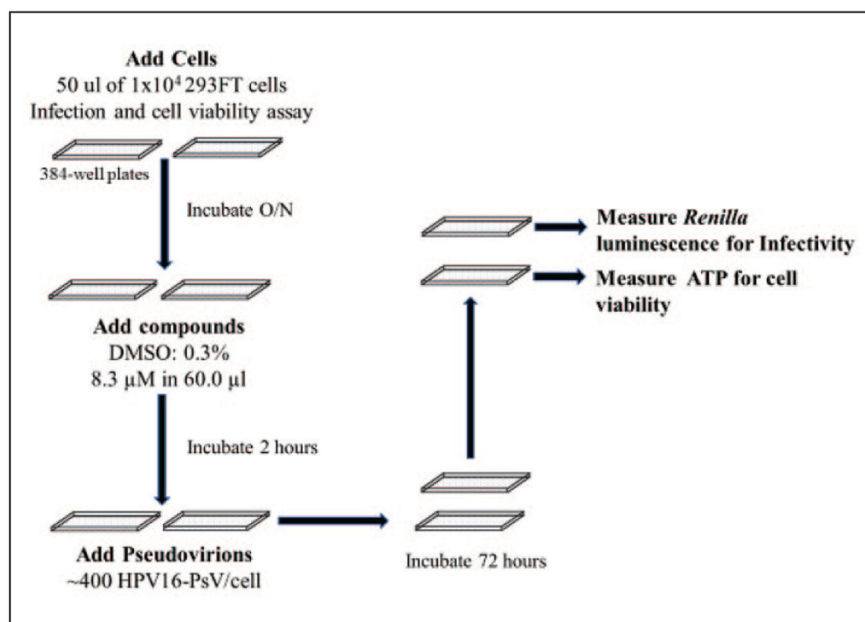 Add Cells
50 ul of 1x10⁴ 293FT cells
Infection and cell viability assay
384-well plates
Incubate O/N
Add compounds
DMSO: 0.3%
8.3 µM in 60.0 µl
Incubate 2 hours
Add Pseudovirions
~400 HPV16-PsV/cell
Incubate 72 hours
Measure Renilla
luminescence for Infectivity
Measure ATP for cell
viability